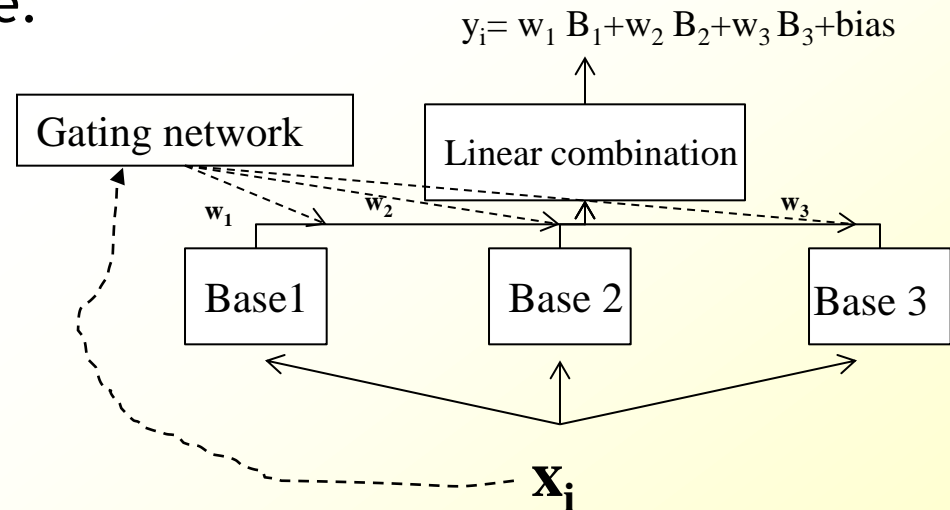 e.
yᵢ= w₁ B₁+w₂ B₂+w₃ B₃+bias
Gating network
Linear combination
w₁
w₂
w₃
Base1
Base 2
Base 3
xᵢ